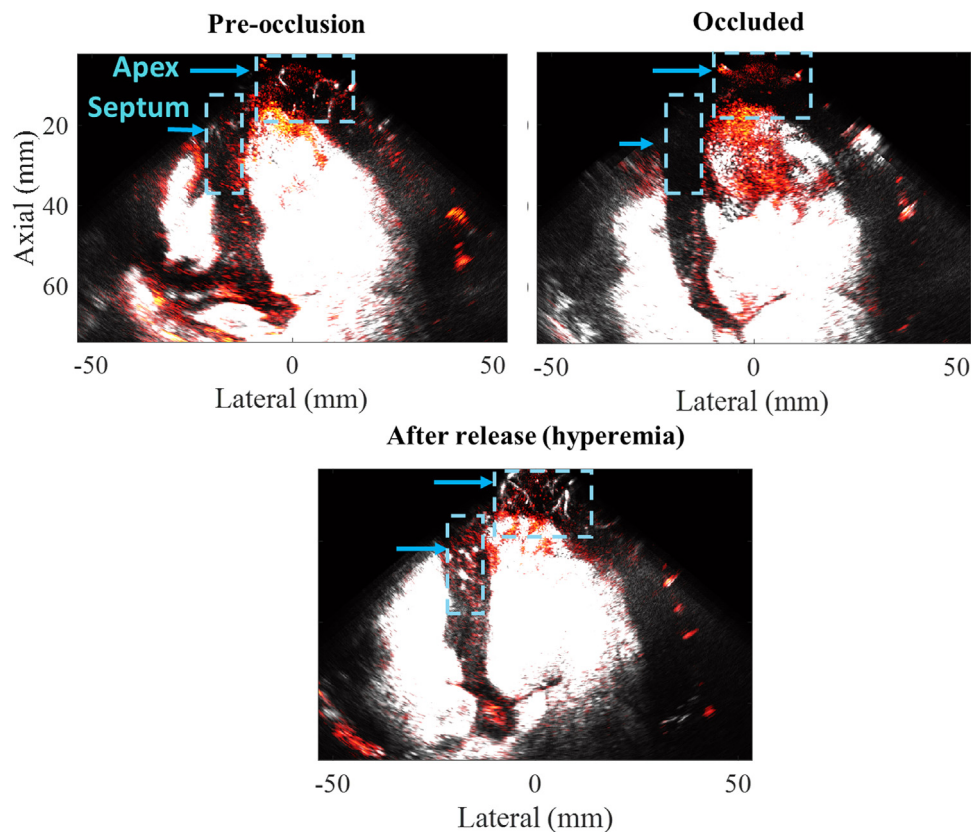 Pre-occlusion
Occluded
Apex
Septum
20
40
60
Axial (mm)
-50
0
50
Lateral (mm)
-50
0
50
Lateral (mm)
After release (hyperemia)
-50
0
50
Lateral (mm)